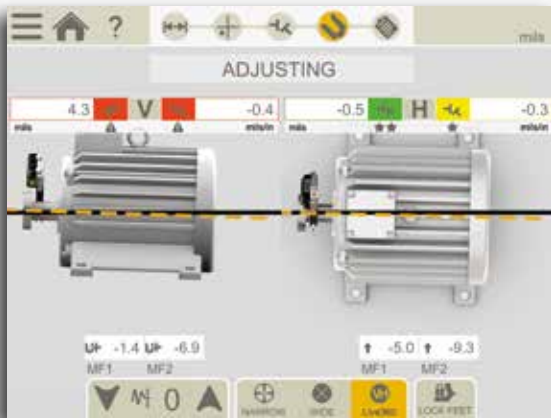 ?
mils
ADJUSTING
4.3 V -0.4 -0.5 H -0.3
mils mils/in mils mils/in
-1.4 -6.9 -5.0 -9.3
MF1 MF2 MF1 MF2
0 NARROW WIDE LOCK FEET